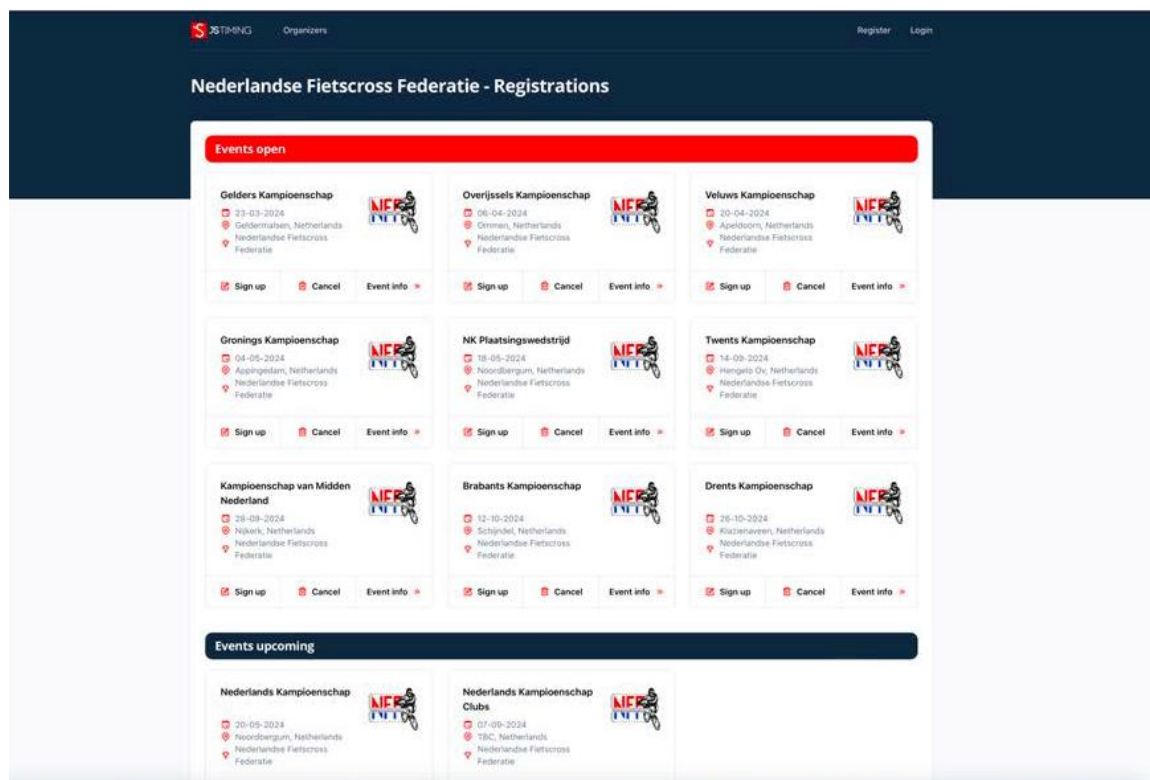 JSTIMING Organizers Register Login
Nederlandse Fietscross Federatie - Registrations
Events open
Gelders Kampioenschap
23-03-2024
Geldermalsen, Netherlands
Nederlandse Fietscross
Federatie
Sign up Cancel Event info »
Overijssels Kampioenschap
06-04-2024
Ommen, Netherlands
Nederlandse Fietscross
Federatie
Sign up Cancel Event info »
Veluws Kampioenschap
20-04-2024
Apeldoorn, Netherlands
Nederlandse Fietscross
Federatie
Sign up Cancel Event info »
Gronings Kampioenschap
04-05-2024
Appingedam, Netherlands
Nederlandse Fietscross
Federatie
Sign up Cancel Event info »
NK Plaatsingswedstrijd
18-05-2024
Noordbergum, Netherlands
Nederlandse Fietscross
Federatie
Sign up Cancel Event info »
Twents Kampioenschap
14-09-2024
Hengelo Ov, Netherlands
Nederlandse Fietscross
Federatie
Sign up Cancel Event info »
Kampioenschap van Midden
Nederland
28-09-2024
Nijkerk, Netherlands
Nederlandse Fietscross
Federatie
Sign up Cancel Event info »
Brabants Kampioenschap
12-10-2024
Schijndel, Netherlands
Nederlandse Fietscross
Federatie
Sign up Cancel Event info »
Drents Kampioenschap
26-10-2024
Klazienaveen, Netherlands
Nederlandse Fietscross
Federatie
Sign up Cancel Event info »
Events upcoming
Nederlands Kampioenschap
Noordbergum, Netherlands
Nederlandse Fietscross
Federatie
Nederlands Kampioenschap
Clubs
07-09-2024
TBC, Netherlands
Nederlandse Fietscross
Federatie